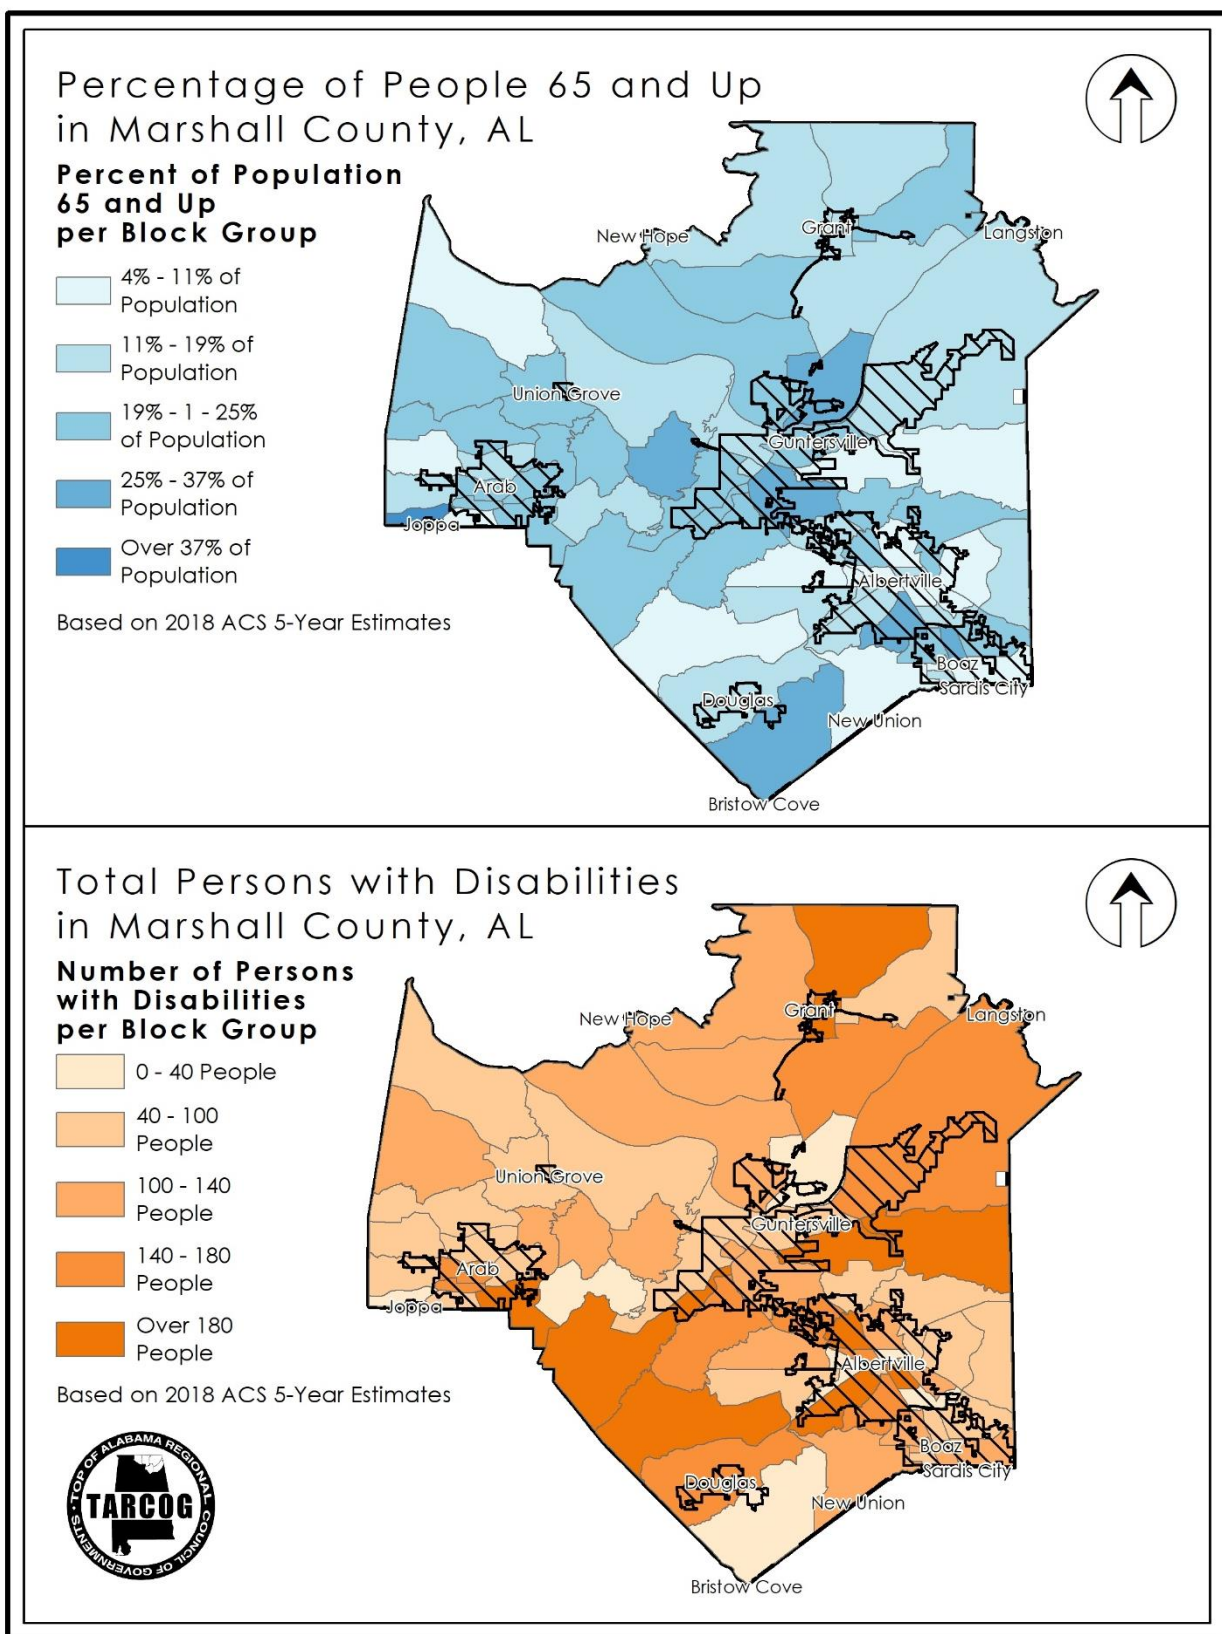 Percentage of People 65 and Up
in Marshall County, AL
Percent of Population
65 and Up
per Block Group
4% - 11% of
Population
11% - 19% of
Population
19% - 1 - 25%
of Population
25% - 37% of
Population
Over 37% of
Population
Based on 2018 ACS 5-Year Estimates
New Hope
Grant
Langston
Union Grove
Guntersville
Arab
Joppa
Albertville
Boaz
Sardis City
Douglas
New Union
Bristow Cove
Total Persons with Disabilities
in Marshall County, AL
Number of Persons
with Disabilities
per Block Group
0 - 40 People
40 - 100
People
100 - 140
People
140 - 180
People
Over 180
People
Based on 2018 ACS 5-Year Estimates
New Hope
Grant
Langston
Union Grove
Guntersville
Arab
Joppa
Albertville
Boaz
Sardis City
Douglas
New Union
Bristow Cove
TOP OF ALABAMA REGIONAL
COUNCIL OF GOVERNMENTS
TARCOG